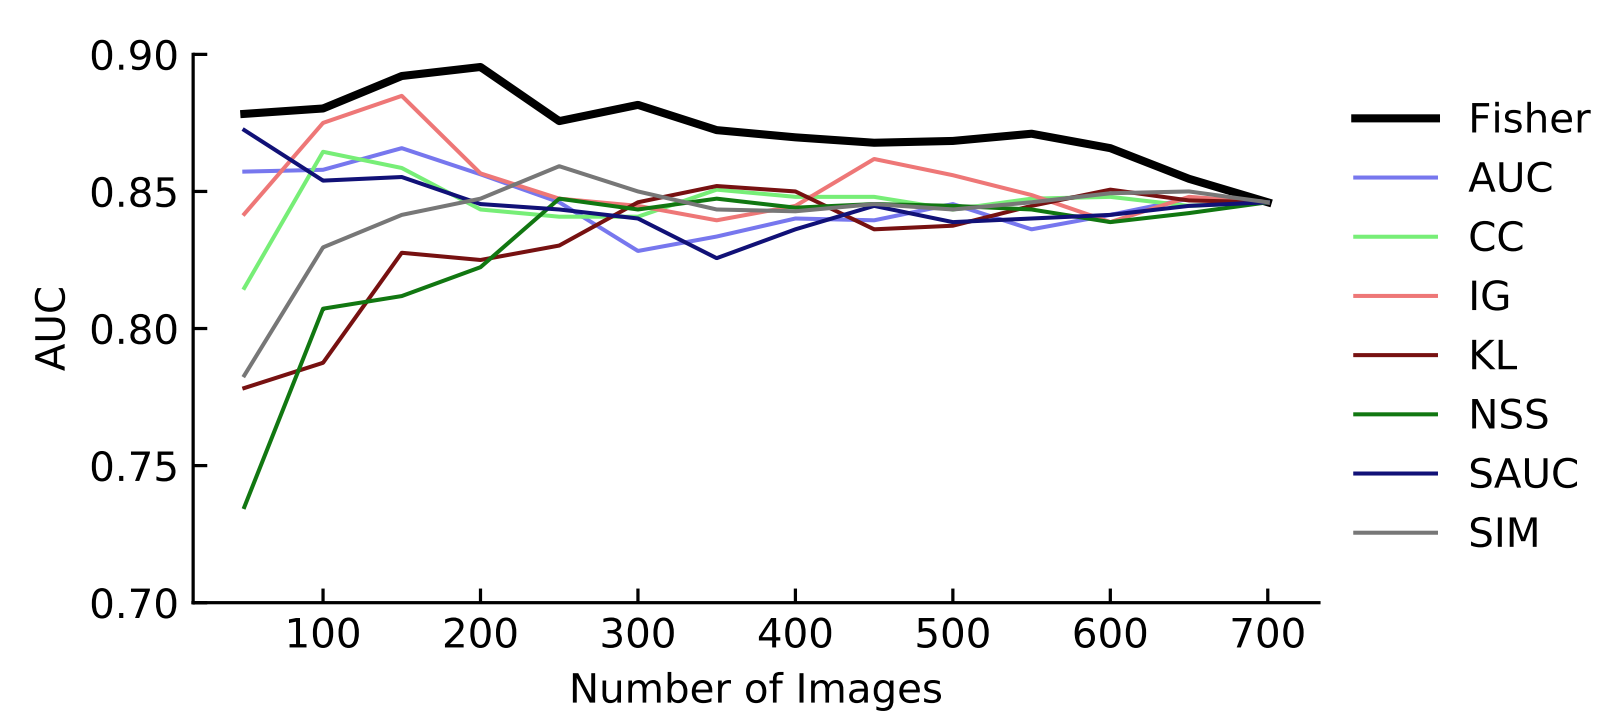 0.90
0.85
0.80
0.75
0.70
AUC
100 200 300 400 500 600 700
Number of Images
Fisher
AUC
CC
IG
KL
NSS
SAUC
SIM